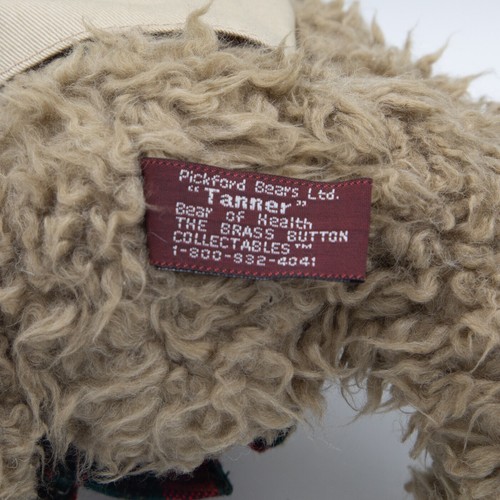 Pickford Bears Ltd.
"Tanner"
Bear of Health
THE BRASS BUTTON
COLLECTABLES™
1-800-832-4041